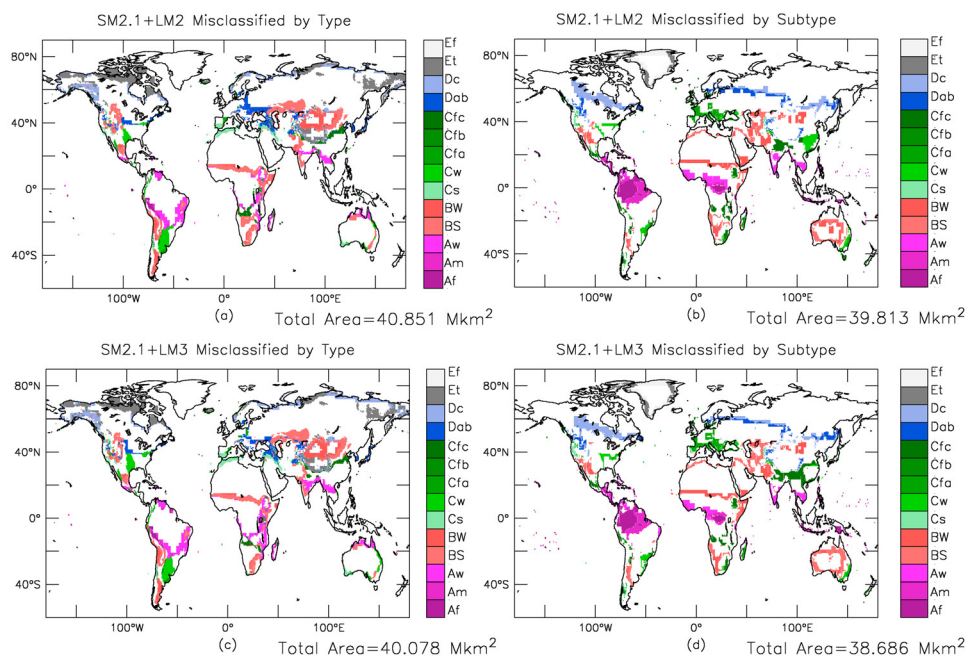 SM2.1+LM2 Misclassified by Type
80°N
40°N
0°
40°S
100°W
0°
100°E
Ef
Et
Dc
Dab
Cfc
Cfb
Cfa
Cw
Cs
BW
BS
Aw
Am
Af
(a)
Total Area=40.851 Mkm²
SM2.1+LM2 Misclassified by Subtype
80°N
40°N
0°
40°S
100°W
0°
100°E
Ef
Et
Dc
Dab
Cfc
Cfb
Cfa
Cw
Cs
BW
BS
Aw
Am
Af
(b)
Total Area=39.813 Mkm²
SM2.1+LM3 Misclassified by Type
80°N
40°N
0°
40°S
100°W
0°
100°E
Ef
Et
Dc
Dab
Cfc
Cfb
Cfa
Cw
Cs
BW
BS
Aw
Am
Af
(c)
Total Area=40.078 Mkm²
SM2.1+LM3 Misclassified by Subtype
80°N
40°N
0°
40°S
100°W
0°
100°E
Ef
Et
Dc
Dab
Cfc
Cfb
Cfa
Cw
Cs
BW
BS
Aw
Am
Af
(d)
Total Area=38.686 Mkm²